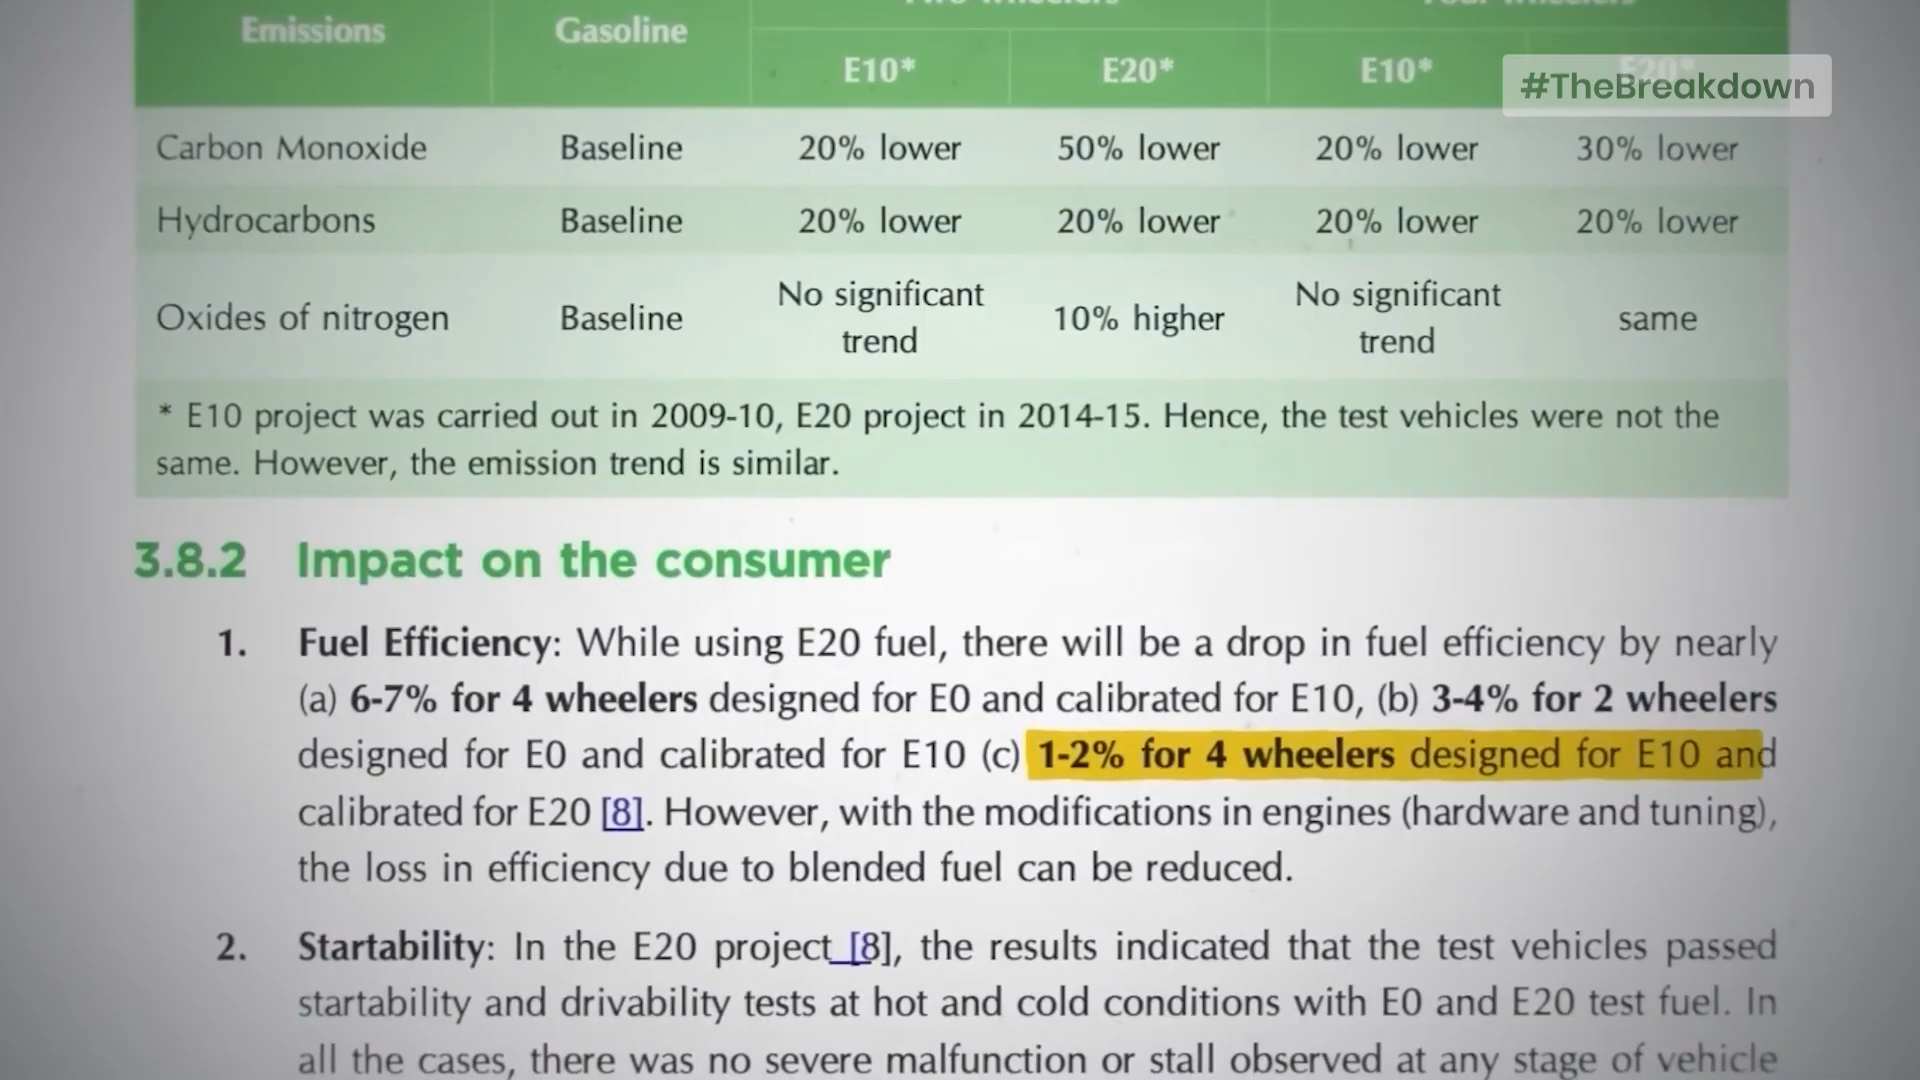 Emissions Gasoline
E10* E20* E10*
#TheBreakdown
Carbon Monoxide Baseline 20% lower 50% lower 20% lower 30% lower
Hydrocarbons Baseline 20% lower 20% lower 20% lower 20% lower
Oxides of nitrogen Baseline No significant trend 10% higher No significant trend same
* E10 project was carried out in 2009-10, E20 project in 2014-15. Hence, the test vehicles were not the
same. However, the emission trend is similar.
3.8.2 Impact on the consumer
1. Fuel Efficiency: While using E20 fuel, there will be a drop in fuel efficiency by nearly
(a) 6-7% for 4 wheelers designed for E0 and calibrated for E10, (b) 3-4% for 2 wheelers
designed for E0 and calibrated for E10 (c) 1-2% for 4 wheelers designed for E10 and
calibrated for E20 [8]. However, with the modifications in engines (hardware and tuning),
the loss in efficiency due to blended fuel can be reduced.
2. Startability: In the E20 project [8], the results indicated that the test vehicles passed
startability and drivability tests at hot and cold conditions with E0 and E20 test fuel. In
all the cases, there was no severe malfunction or stall observed at any stage of vehicle